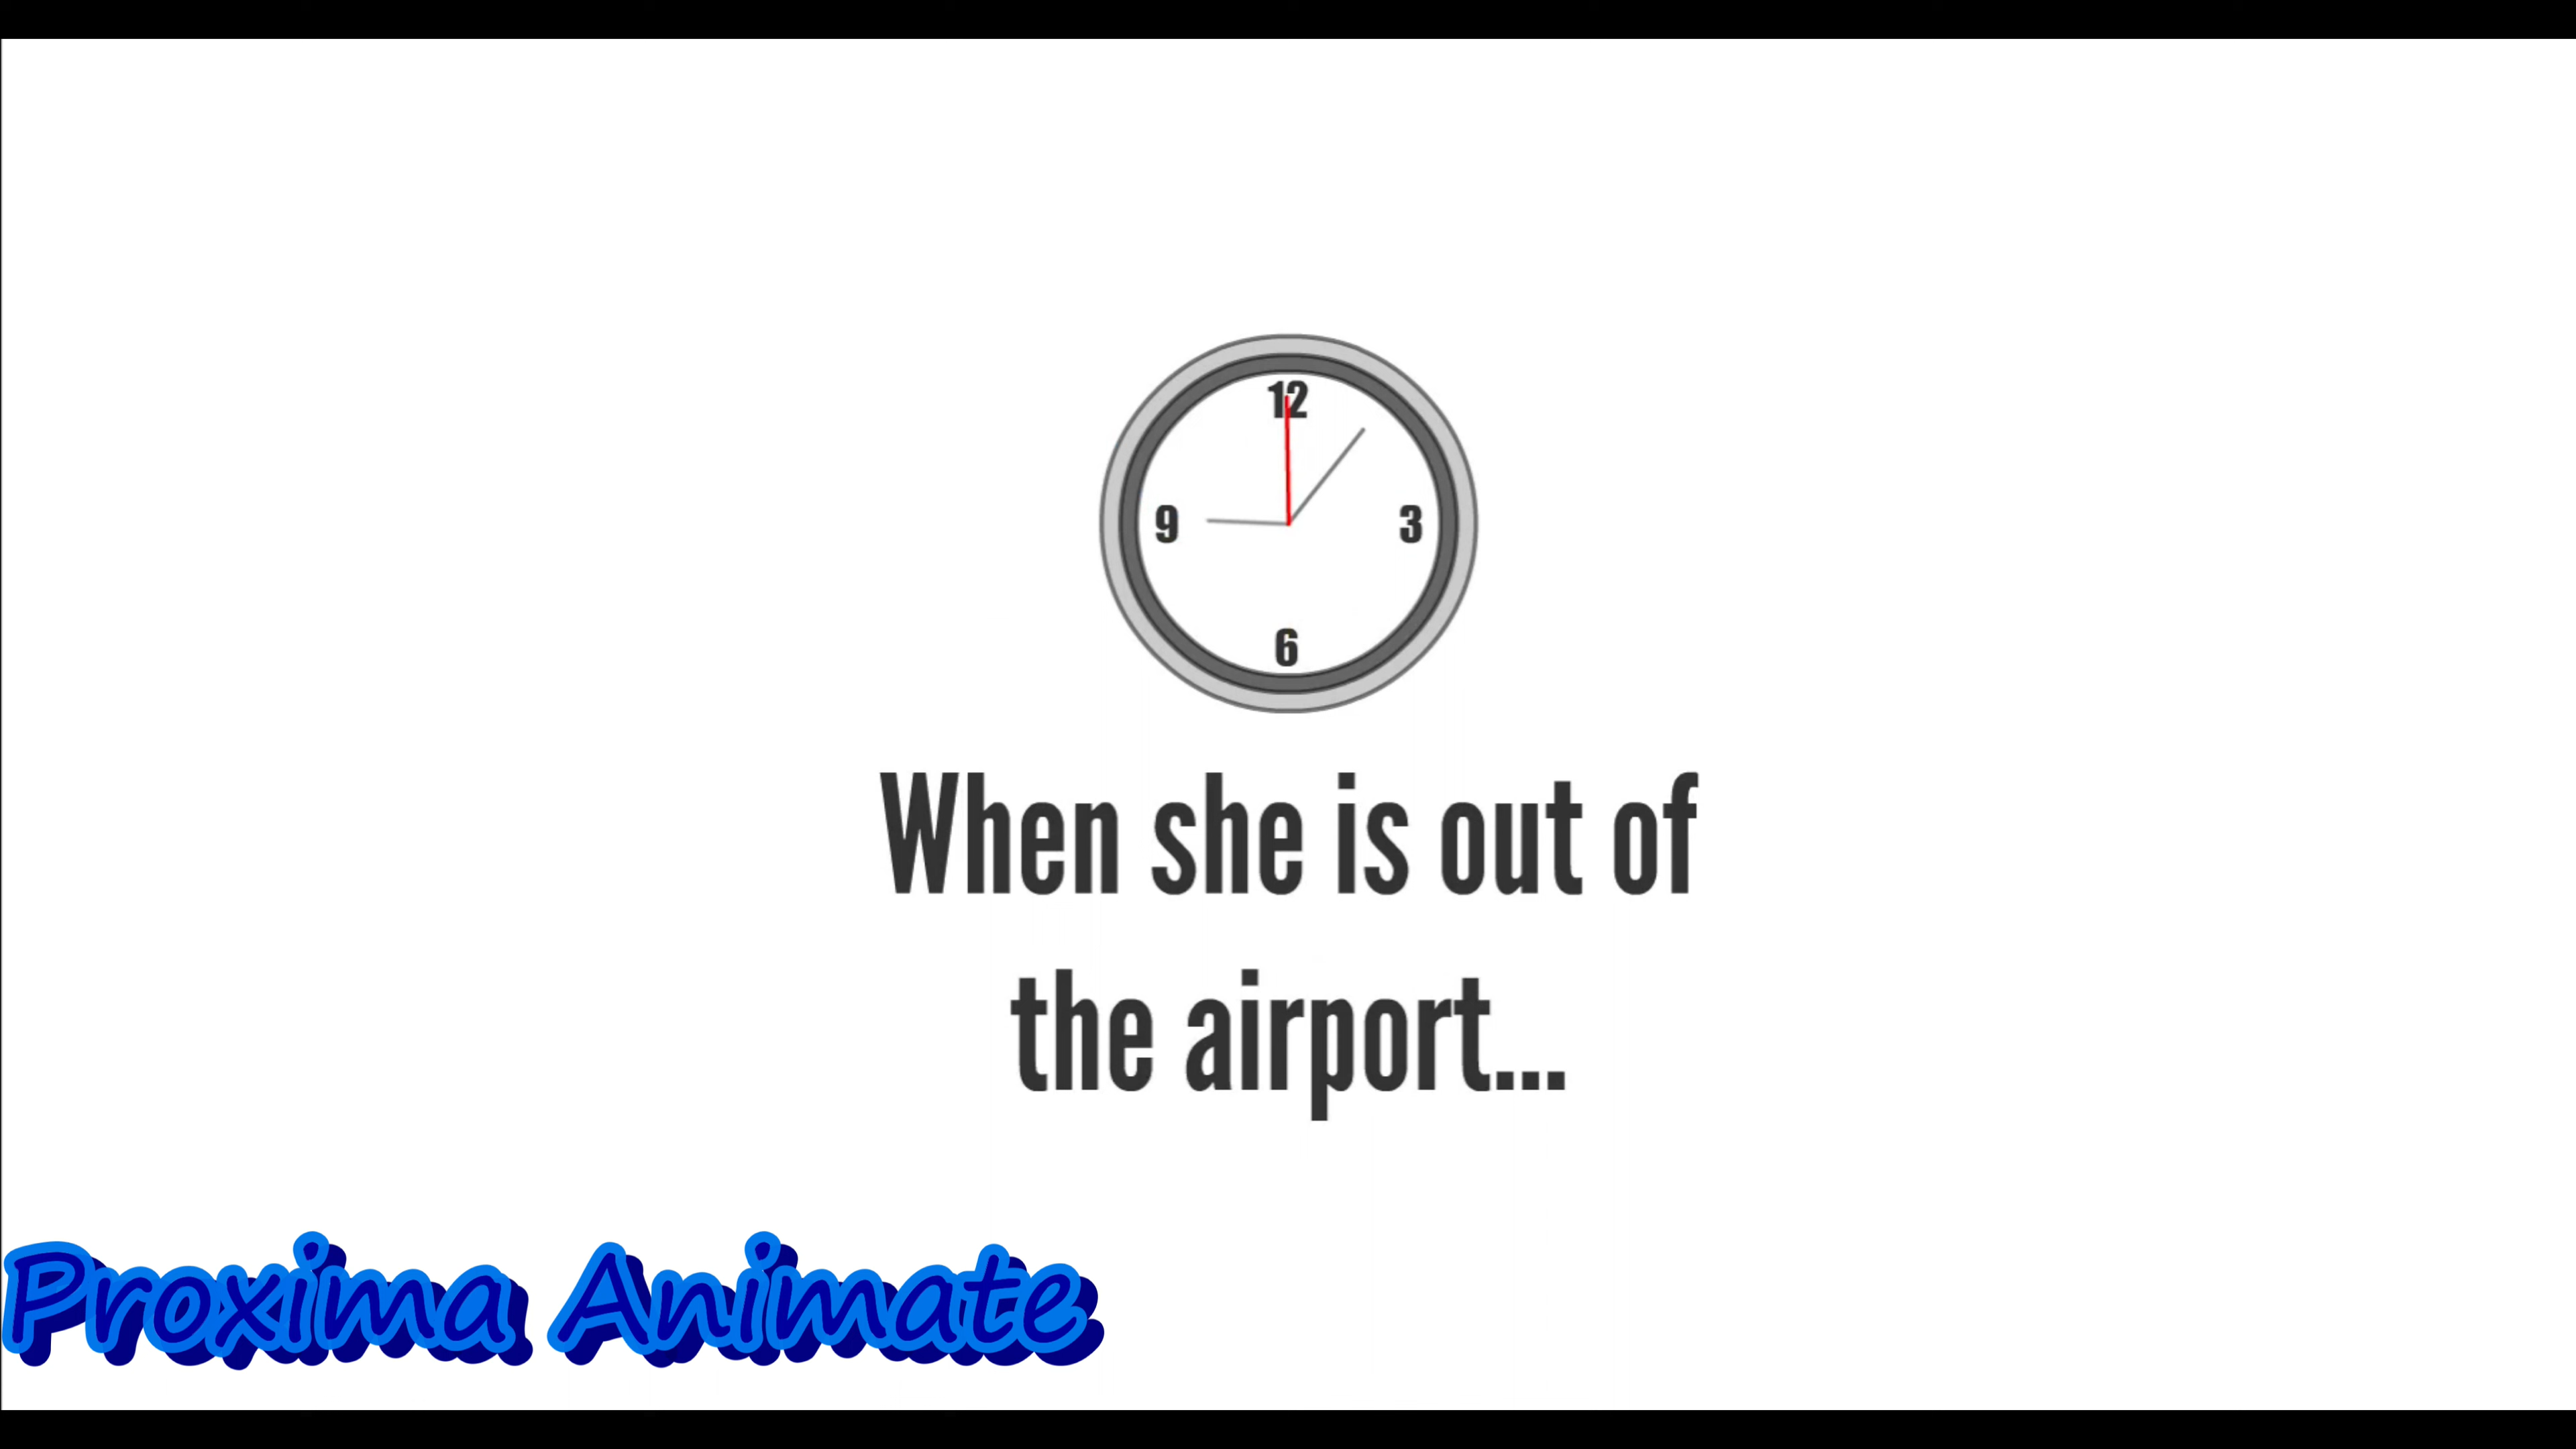 12
9 3
6
When she is out of
the airport...
Proxima Animate